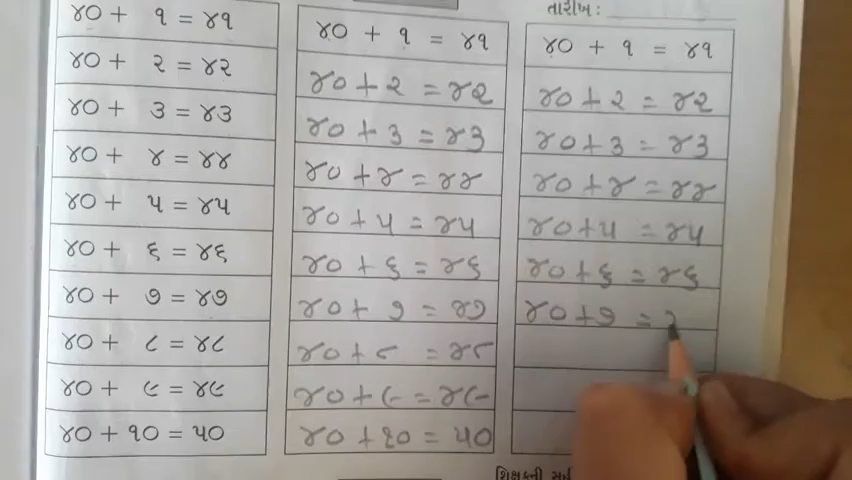 તારીખ:
૪૦ + ૧ = ૪૧
૪૦ + ૨ = ૪૨
૪૦ + ૩ = ૪૩
૪૦ + ૪ = ૪૪
૪૦ + ૫ = ૪૫
૪૦ + ૬ = ૪૬
૪૦ + ૭ = ૪૭
૪૦ + ૮ = ૪૮
૪૦ + ૯ = ૪૯
૪૦ + ૧૦ = ૫૦
૪૦ + ૧ = ૪૧
૪૦ + ૨ = ૪૨
૪૦ + ૩ = ૪૩
૪૦ + ૪ = ૪૪
૪૦ + ૫ = ૪૫
૪૦ + ૬ = ૪૬
૪૦ + ૭ = ૪૭
૪૦ + ૮ = ૪૮
૪૦ + ૯ = ૪૯
૪૦ + ૧૦ = ૫૦
૪૦ + ૧ = ૪૧
૪૦ + ૨ = ૪૨
૪૦ + ૩ = ૪૩
૪૦ + ૪ = ૪૪
૪૦ + ૫ = ૪૫
૪૦ + ૬ = ૪૬
૪૦ + ૭ =
શિક્ષકની